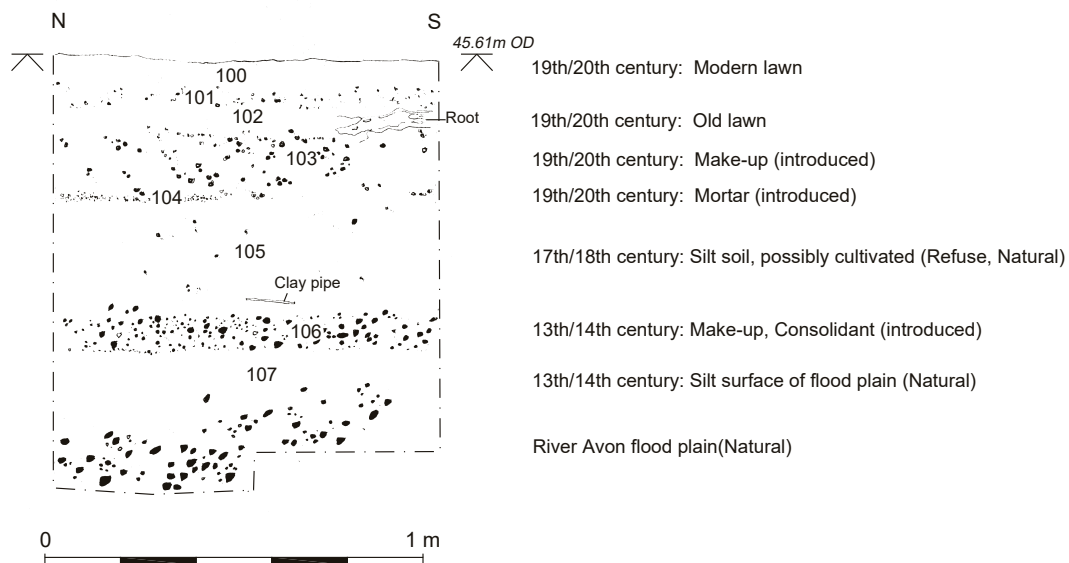 N S
45.61m OD
100
19th/20th century: Modern lawn
101
102
Root
19th/20th century: Old lawn
103
19th/20th century: Make-up (introduced)
104
19th/20th century: Mortar (introduced)
105
17th/18th century: Silt soil, possibly cultivated (Refuse, Natural)
Clay pipe
106
13th/14th century: Make-up, Consolidant (introduced)
107
13th/14th century: Silt surface of flood plain (Natural)
River Avon flood plain(Natural)
0 1 m